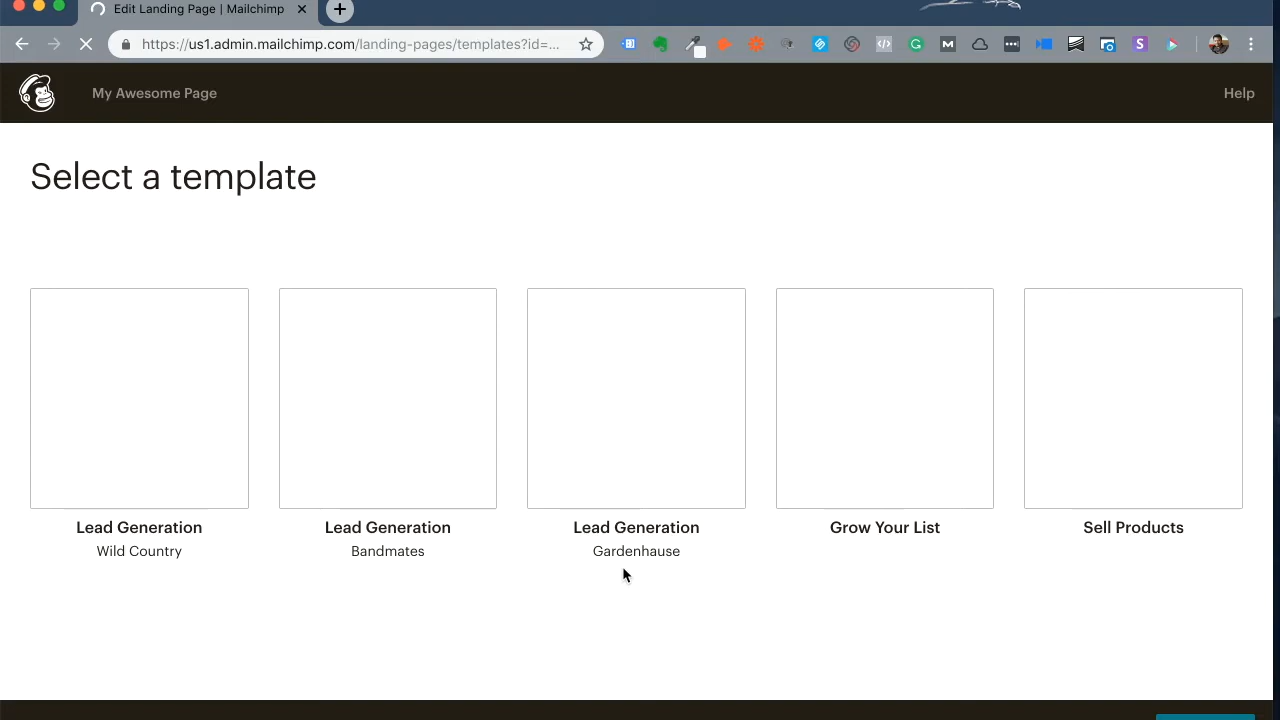 Edit Landing Page | Mailchimp
https://us1.admin.mailchimp.com/landing-pages/templates?id=...
My Awesome Page
Help
Select a template
Lead Generation
Wild Country
Lead Generation
Bandmates
Lead Generation
Gardenhause
Grow Your List
Sell Products